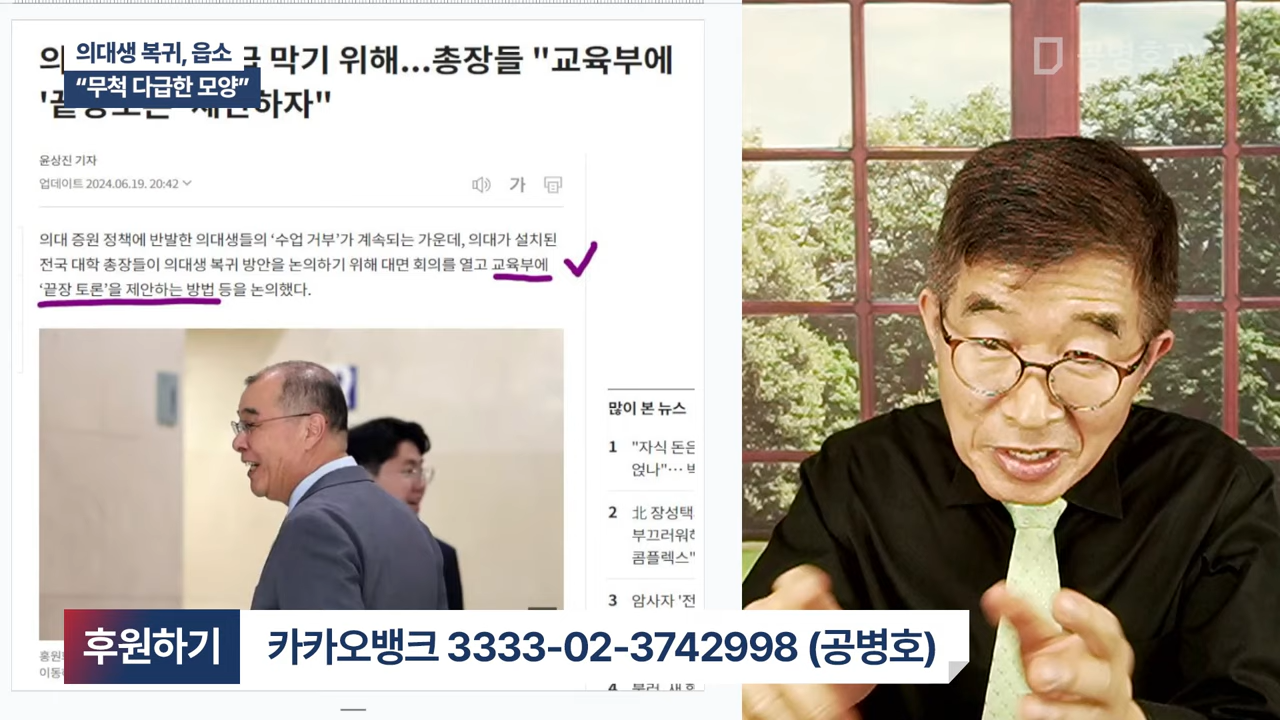 의대생 복귀, 읍소
"무척 다급한 모양"
의 막기 위해...총장들 "교육부에
제안하자"
윤상진 기자
업데이트 2024.06.19. 20:42
가
의대 증원 정책에 반발한 의대생들의 '수업 거부'가 계속되는 가운데, 의대가 설치된
전국 대학 총장들이 의대생 복귀 방안을 논의하기 위해 대면 회의를 열고 교육부에
'끝장 토론'을 제안하는 방법 등을 논의했다.
많이 본 뉴스
1 "자식 돈은
얹나"…
2 北 장성택
부끄러워
콤플렉스"
3 암사자 '전
4
후원하기
카카오뱅크 3333-02-3742998 (공병호)
공병호TV